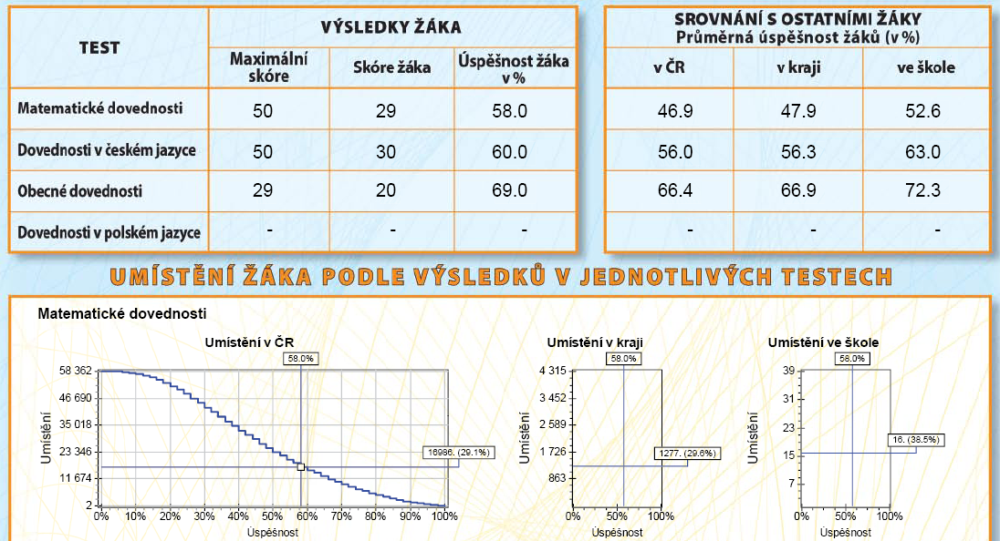 TEST
VÝSLEDKY ŽÁKA
Maximální skóre
Skóre žáka
Úspěšnost žáka v %
SROVNÁNÍ S OSTATNÍMI ŽÁKY
Průměrná úspěšnost žáků (v %)
v ČR
v kraji
ve škole
Matematické dovednosti 50 29 58.0 46.9 47.9 52.6
Dovednosti v českém jazyce 50 30 60.0 56.0 56.3 63.0
Obecné dovednosti 29 20 69.0 66.4 66.9 72.3
Dovednosti v polském jazyce - - - - - -
UMÍSTĚNÍ ŽÁKA PODLE VÝSLEDKŮ V JEDNOTLIVÝCH TESTECH
Matematické dovednosti
Umístění v ČR
58.0%
Umístění
58 362
46 690
35 018
23 346
11 674
2
16986. (29.1%)
0% 10% 20% 30% 40% 50% 60% 70% 80% 90% 100%
Úspěšnost
Umístění v kraji
58.0%
Umístění
4 315
3 452
2 589
1 726
863
1277. (29.6%)
0% 50% 100%
Úspěšnost
Umístění ve škole
58.0%
Umístění
39
31
23
15
7
16. (38.5%)
0% 50% 100%
Úspěšnost